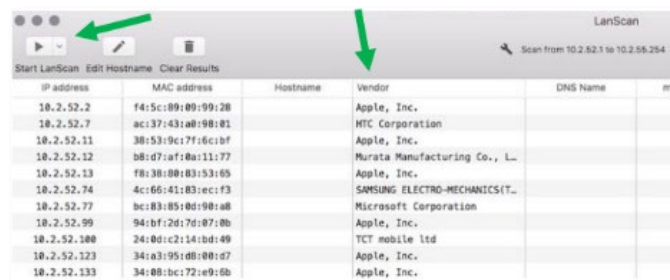 LanScan
Scan from 10.2.52.1 to 10.2.55.254
Start LanScan Edit Hostname Clear Results
IP address MAC address Hostname Vendor DNS Name m
10.2.52.2 f4:5c:89:09:99:28 Apple, Inc.
10.2.52.7 ac:37:43:a0:98:01 HTC Corporation
10.2.52.11 38:53:9c:7f:6c:bf Apple, Inc.
10.2.52.12 b8:d7:af:0a:11:77 Murata Manufacturing Co., L…
10.2.52.13 f8:38:80:83:53:65 Apple, Inc.
10.2.52.74 4c:66:41:83:ec:f3 SAMSUNG ELECTRO-MECHANICS(T…
10.2.52.77 bc:83:85:0d:90:a8 Microsoft Corporation
10.2.52.99 94:bf:2d:7d:07:0b Apple, Inc.
10.2.52.100 24:0d:c2:14:bd:49 TCT mobile ltd
10.2.52.123 34:a3:95:d8:00:d7 Apple, Inc.
10.2.52.133 34:08:bc:72:e9:6b Apple, Inc.